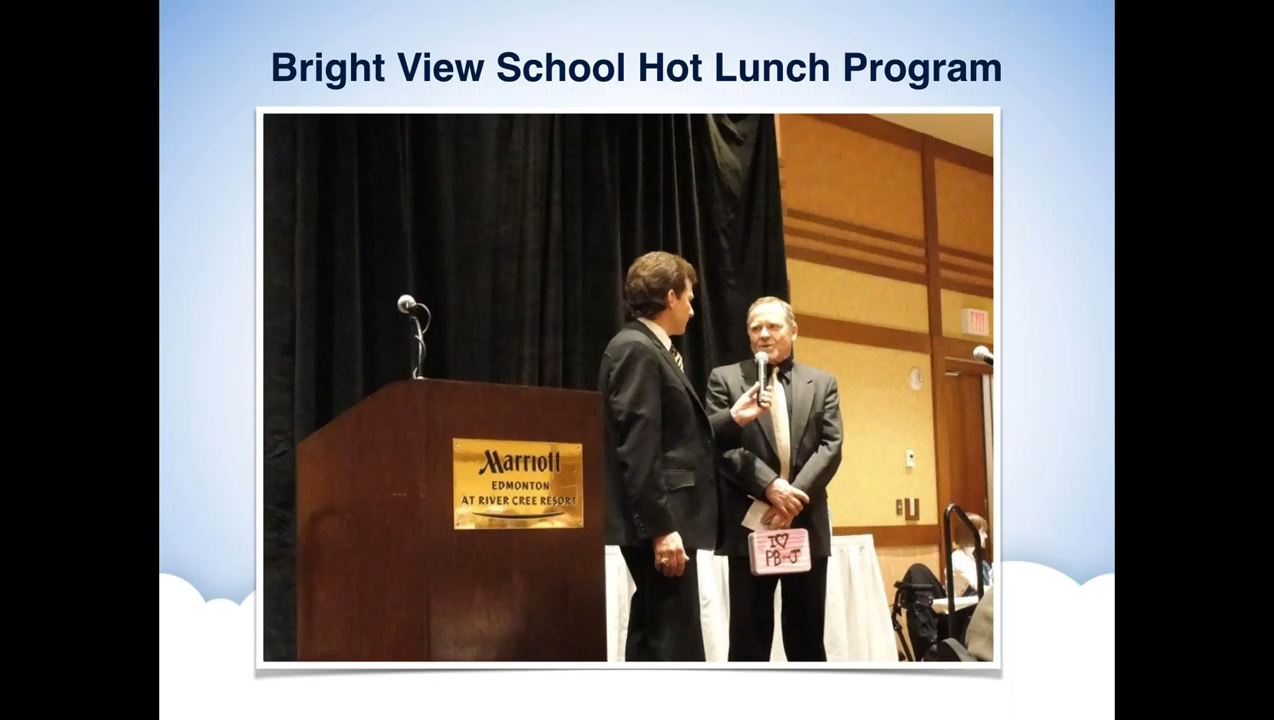 Bright View School Hot Lunch Program
Marriott
EDMONTON
AT RIVER CREE RESORT
EXIT
I♡
PB J